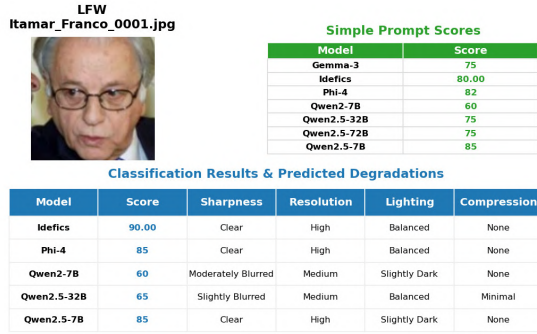 LFW
Itamar_Franco_0001.jpg
Simple Prompt Scores
Model Score
Gemma-3 75
Idefics 80.00
Phi-4 82
Qwen2-7B 60
Qwen2.5-32B 75
Qwen2.5-72B 75
Qwen2.5-7B 85
Classification Results & Predicted Degradations
Model Score Sharpness Resolution Lighting Compression
Idefics 90.00 Clear High Balanced None
Phi-4 85 Clear High Balanced None
Qwen2-7B 60 Moderately Blurred Medium Slightly Dark None
Qwen2.5-32B 65 Slightly Blurred Medium Balanced Minimal
Qwen2.5-7B 85 Clear High Slightly Dark None